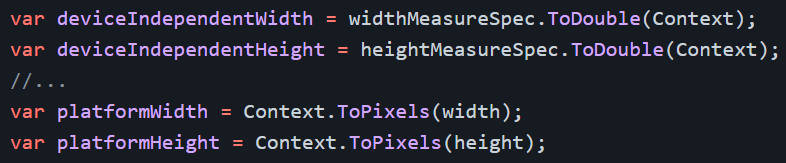 var deviceIndependentWidth = widthMeasureSpec.ToDouble(Context);
var deviceIndependentHeight = heightMeasureSpec.ToDouble(Context);
//...
var platformWidth = Context.ToPixels(width);
var platformHeight = Context.ToPixels(height);